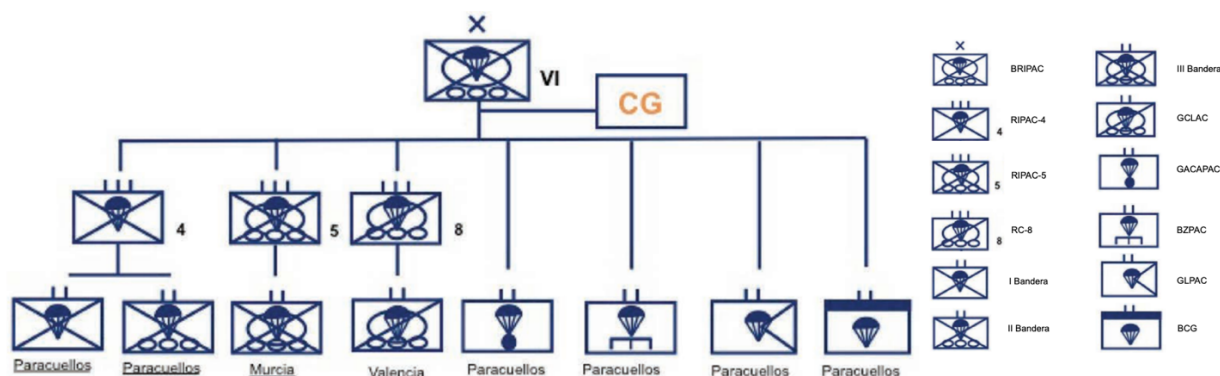 VI
CG
4
5
8
Paracuellos
Paracuellos
Murcia
Valencia
Paracuellos
Paracuellos
Paracuellos
Paracuellos
BRIPAC
4 RIPAC-4
5 RIPAC-5
8 RC-8
I Bandera
II Bandera
III Bandera
GCLAC
GACAPAC
BZPAC
GLPAC
BCG